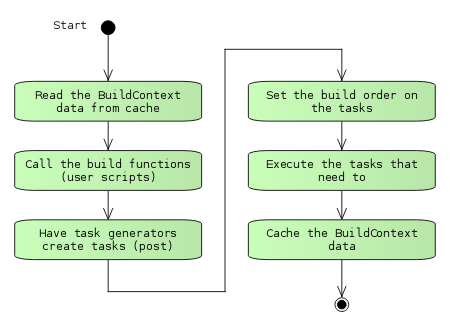 Start
Read the BuildContext
data from cache
Call the build functions
(user scripts)
Have task generators
create tasks (post)
Set the build order on
the tasks
Execute the tasks that
need to
Cache the BuildContext
data